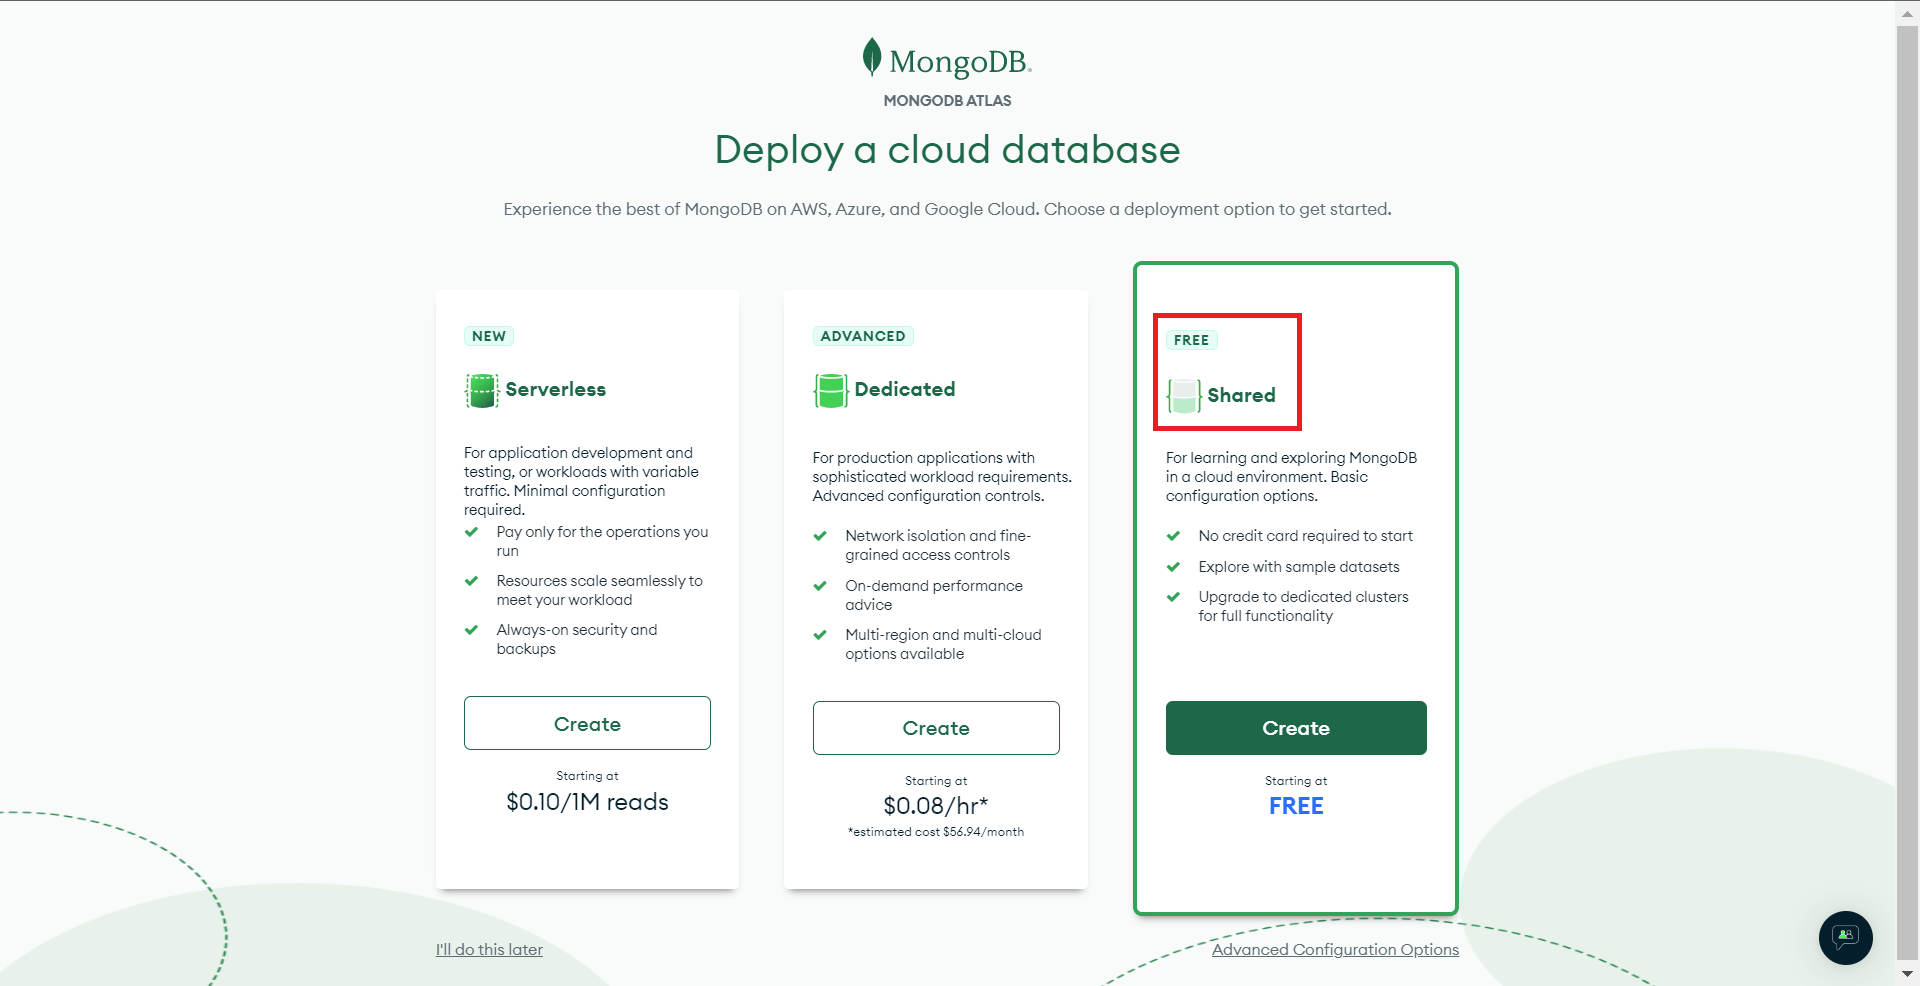 MongoDB.
MONGODB ATLAS
Deploy a cloud database
Experience the best of MongoDB on AWS, Azure, and Google Cloud. Choose a deployment option to get started.
NEW
Serverless
For application development and
testing, or workloads with variable
traffic. Minimal configuration
required.
Pay only for the operations you
run
Resources scale seamlessly to
meet your workload
Always-on security and
backups
Create
Starting at
$0.10/1M reads
ADVANCED
Dedicated
For production applications with
sophisticated workload requirements.
Advanced configuration controls.
Network isolation and fine-
grained access controls
On-demand performance
advice
Multi-region and multi-cloud
options available
Create
Starting at
$0.08/hr*
*estimated cost $56.94/month
FREE
Shared
For learning and exploring MongoDB
in a cloud environment. Basic
configuration options.
No credit card required to start
Explore with sample datasets
Upgrade to dedicated clusters
for full functionality
Create
Starting at
FREE
I'll do this later
Advanced Configuration Options